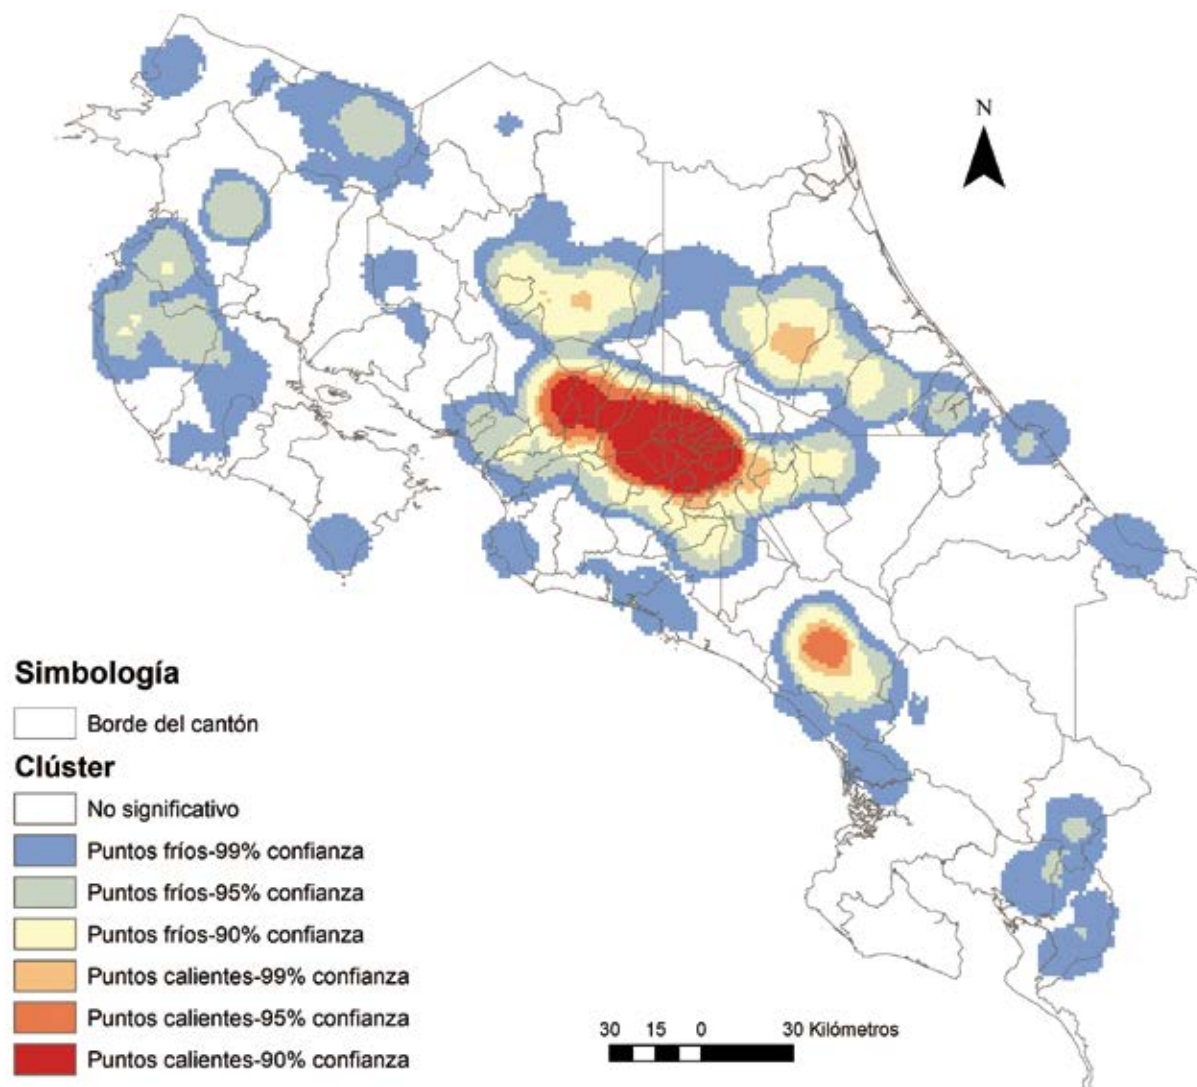 N
Simbología
Borde del cantón
Clúster
No significativo
Puntos fríos-99% confianza
Puntos fríos-95% confianza
Puntos fríos-90% confianza
Puntos calientes-99% confianza
Puntos calientes-95% confianza
Puntos calientes-90% confianza
30 15 0 30 Kilómetros